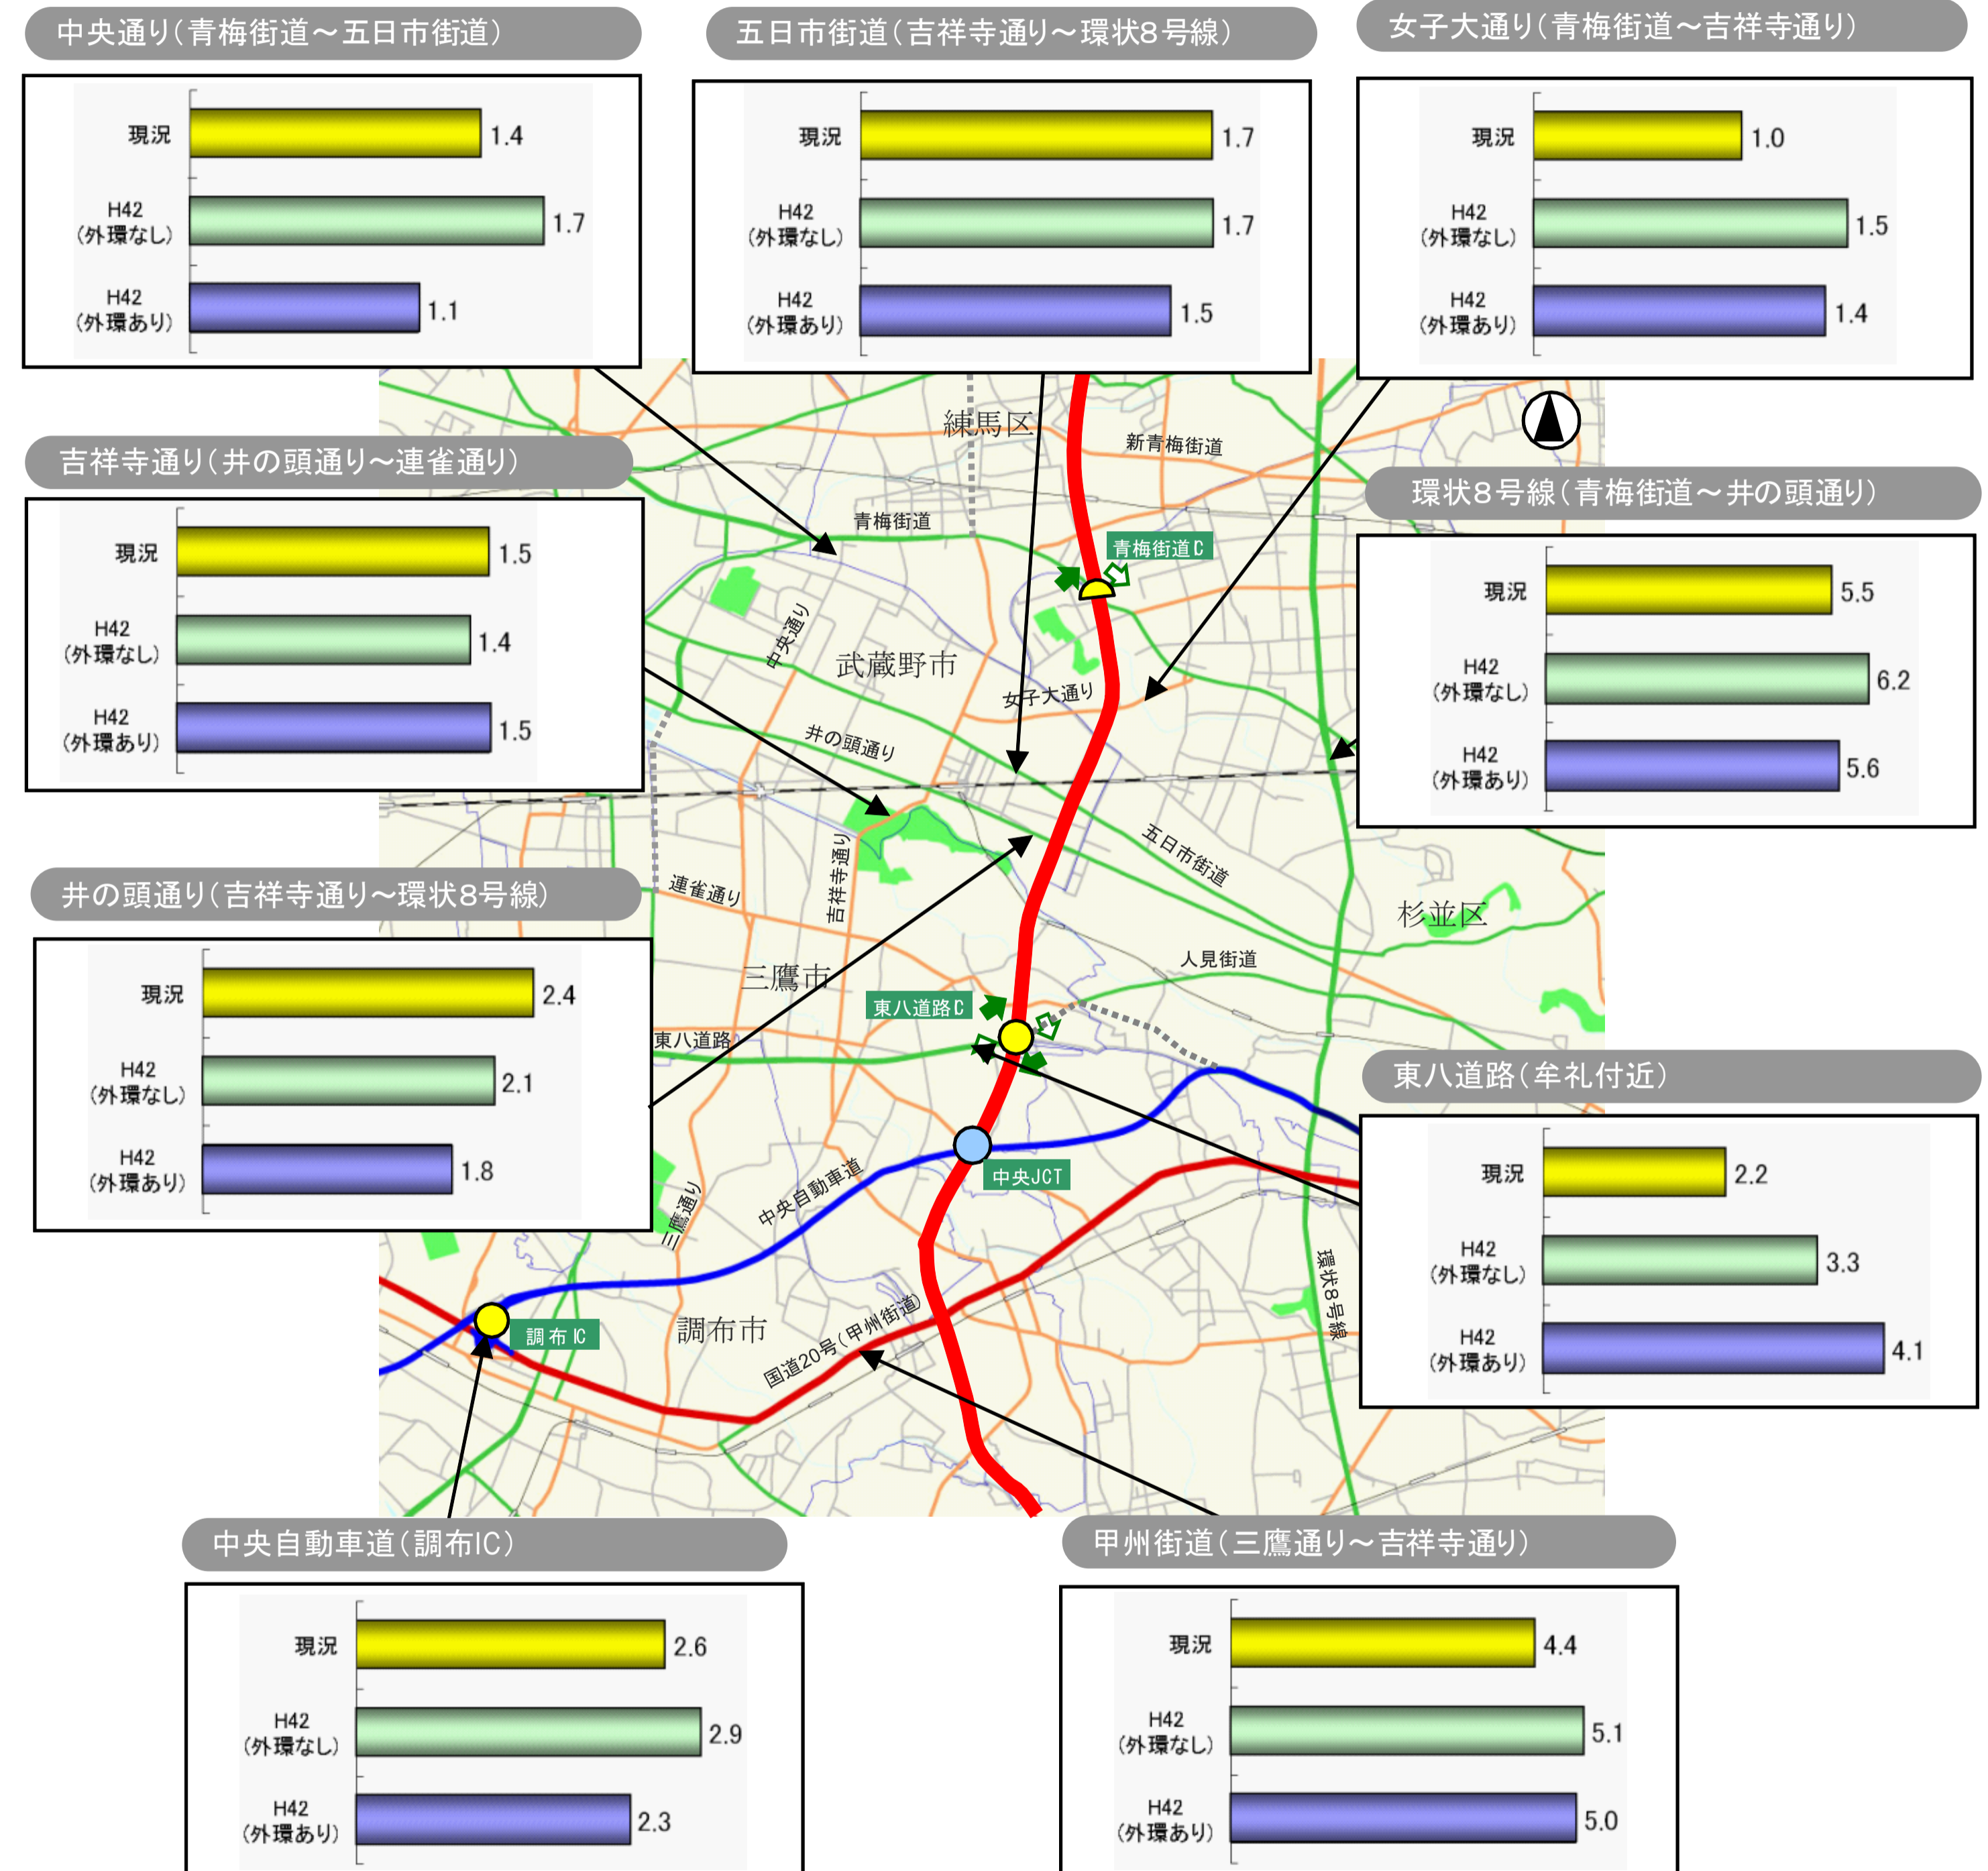 中央通り(青梅街道～五日市街道)
現況
1.4
H42
(外環なし)
1.7
H42
(外環あり)
1.1
五日市街道(吉祥寺通り～環状8号線)
現況
1.7
H42
(外環なし)
1.7
H42
(外環あり)
1.5
女子大通り(青梅街道～吉祥寺通り)
現況
1.0
H42
(外環なし)
1.5
H42
(外環あり)
1.4
吉祥寺通り(井の頭通り～連雀通り)
現況
1.5
H42
(外環なし)
1.4
H42
(外環あり)
1.5
環状8号線(青梅街道～井の頭通り)
現況
5.5
H42
(外環なし)
6.2
H42
(外環あり)
5.6
井の頭通り(吉祥寺通り～環状8号線)
現況
2.4
H42
(外環なし)
2.1
H42
(外環あり)
1.8
東八道路(牟礼付近)
現況
2.2
H42
(外環なし)
3.3
H42
(外環あり)
4.1
練馬区
新青梅街道
青梅街道
青梅街道IC
中央通り
武蔵野市
女子大通り
井の頭通り
五日市街道
吉祥寺通り
連雀通り
杉並区
三鷹市
人見街道
東八道路IC
東八道路
中央JCT
三鷹通り
中央自動車道
環状8号線
調布IC
調布市
国道20号(甲州街道)
中央自動車道(調布IC)
現況
2.6
H42
(外環なし)
2.9
H42
(外環あり)
2.3
甲州街道(三鷹通り～吉祥寺通り)
現況
4.4
H42
(外環なし)
5.1
H42
(外環あり)
5.0